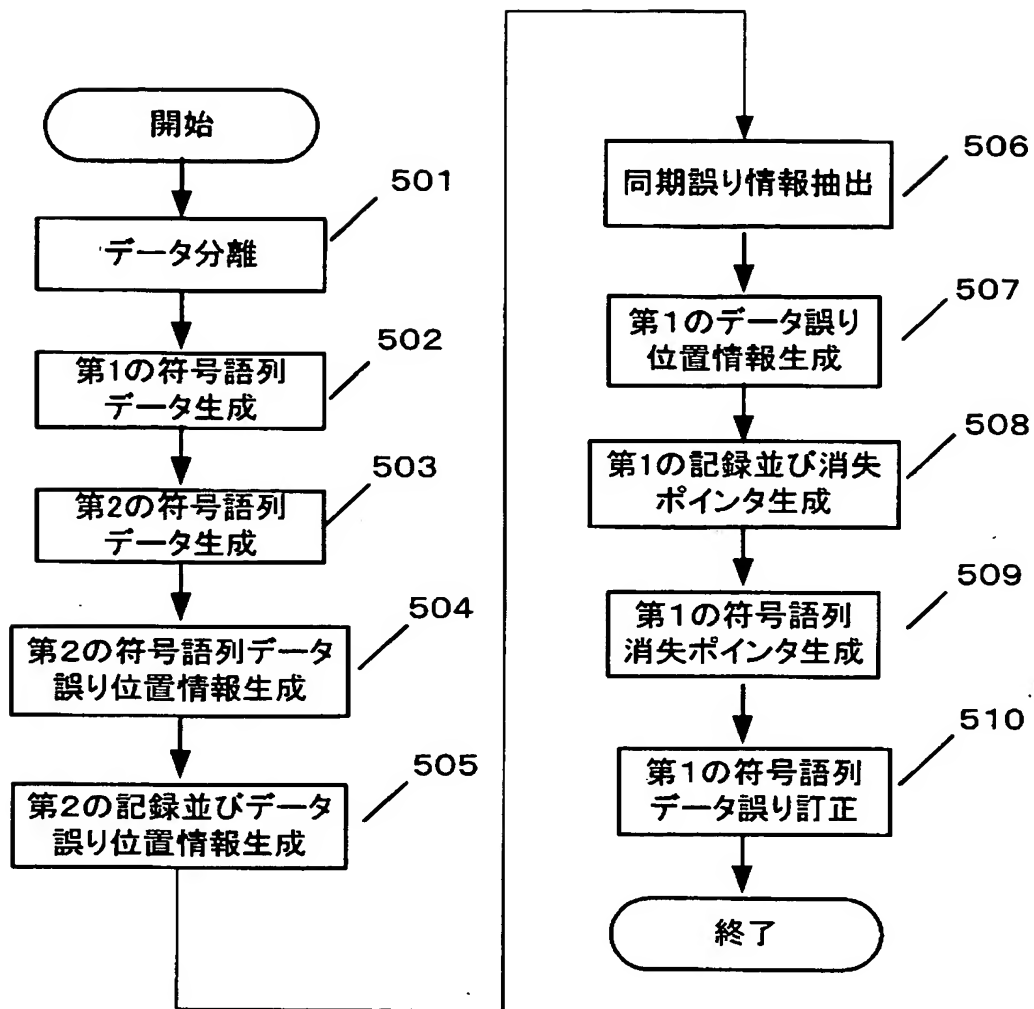 開始
501
データ分離
502
第1の符号語列
データ生成
503
第2の符号語列
データ生成
504
第2の符号語列データ
誤り位置情報生成
505
第2の記録並びデータ
誤り位置情報生成
506
同期誤り情報抽出
507
第1のデータ誤り
位置情報生成
508
第1の記録並び消失
ポインタ生成
509
第1の符号語列
消失ポインタ生成
510
第1の符号語列
データ誤り訂正
終了